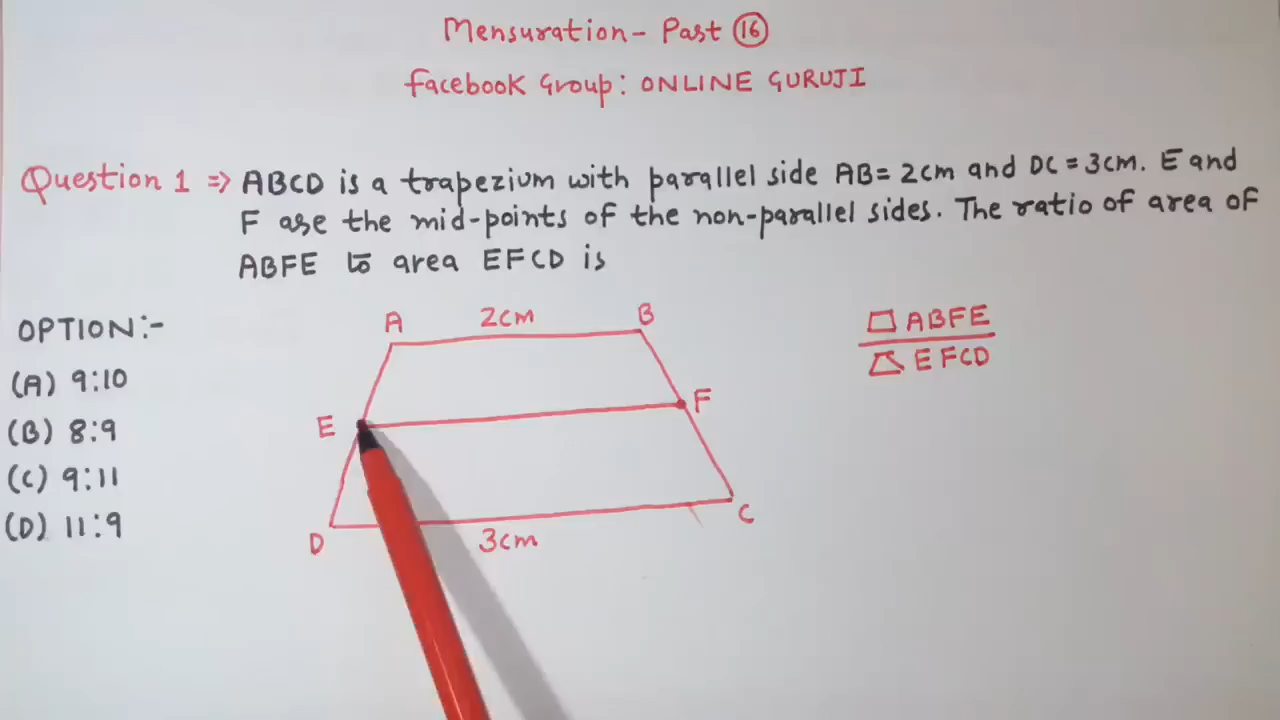 Mensuration- Part 16
facebook Group: ONLINE GURUJI
Question 1 => ABCD is a trapezium with parallel side AB= 2cm and DC = 3cm. E and
F are the mid-points of the non-parallel sides. The ratio of area of
ABFE to area EFCD is
OPTION:-
(A) 9:10
(B) 8:9
(C) 9:11
(D) 11:9
A 2cm B
E F
D 3cm C
□ ABFE
EFCD